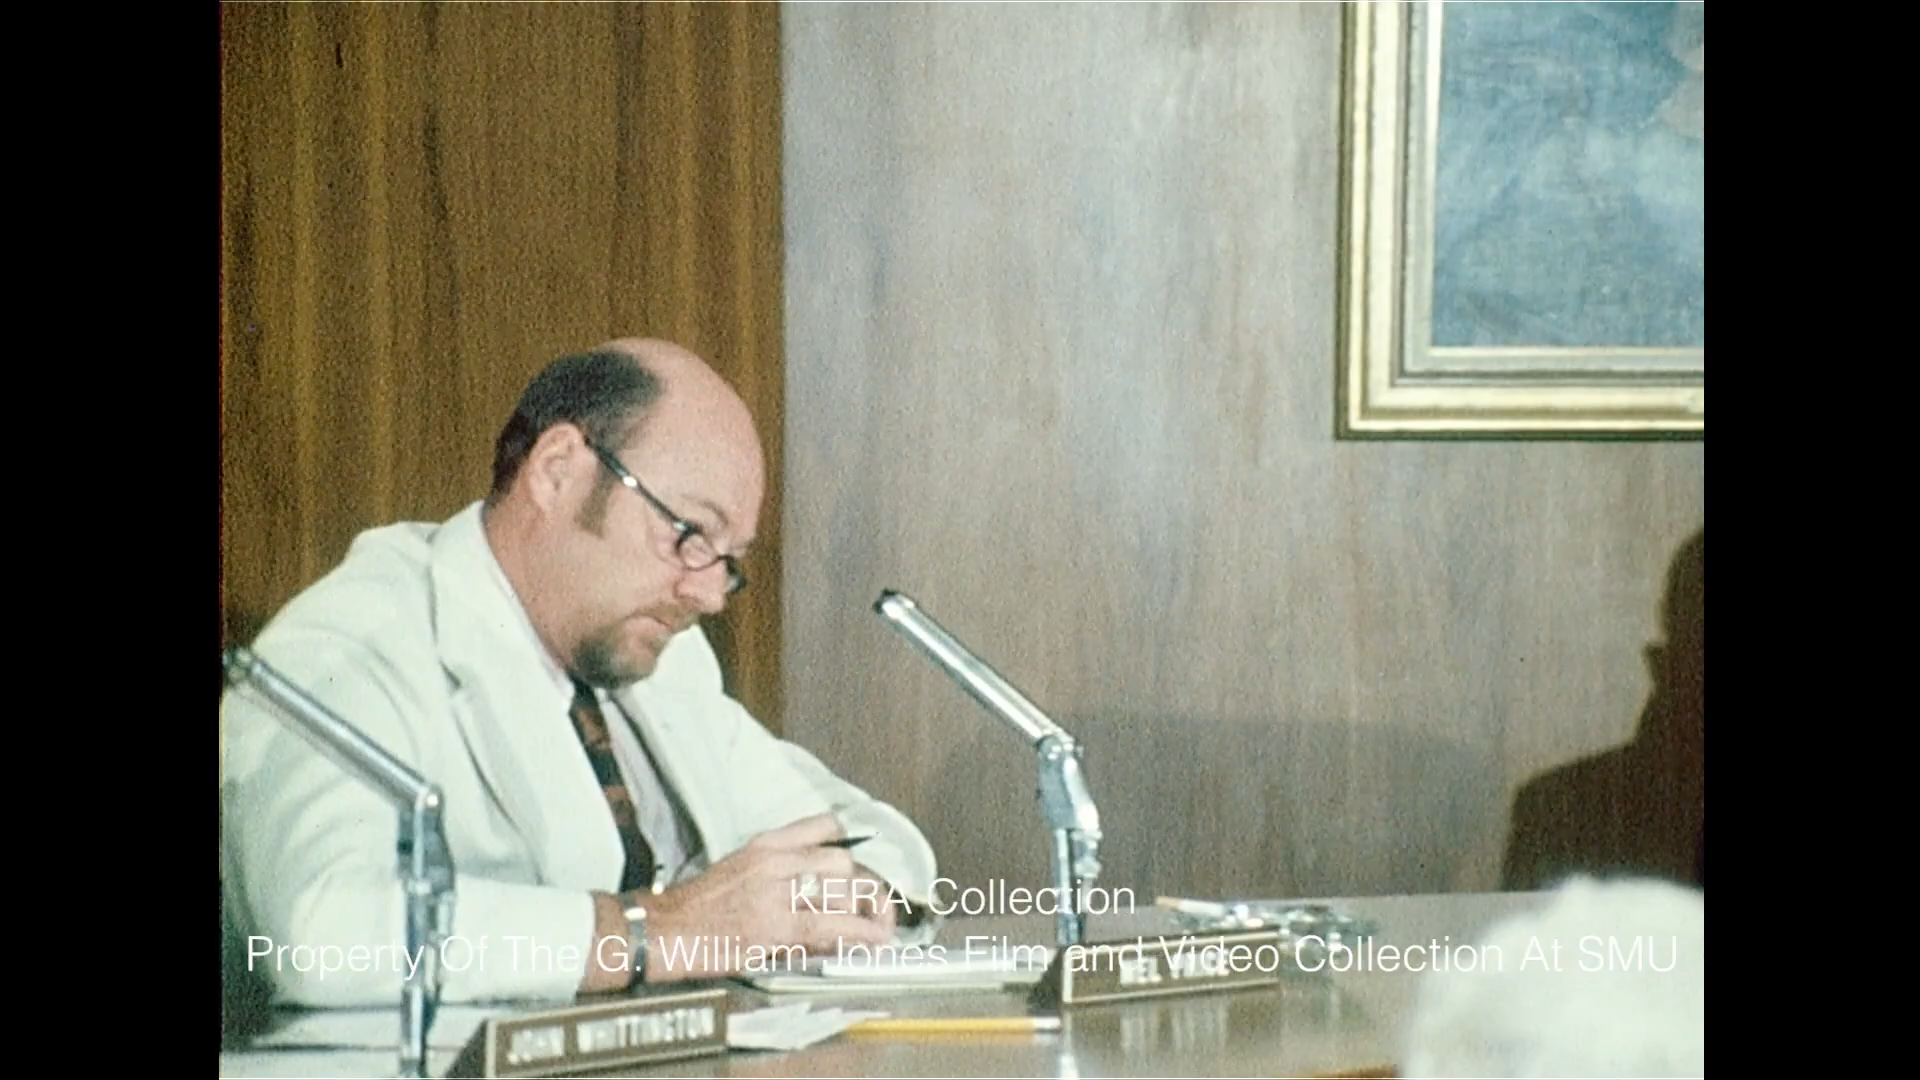 KERA Collection
Property Of The G. William Jones Film and Video Collection At SMU
JOHN WHITTINGTON